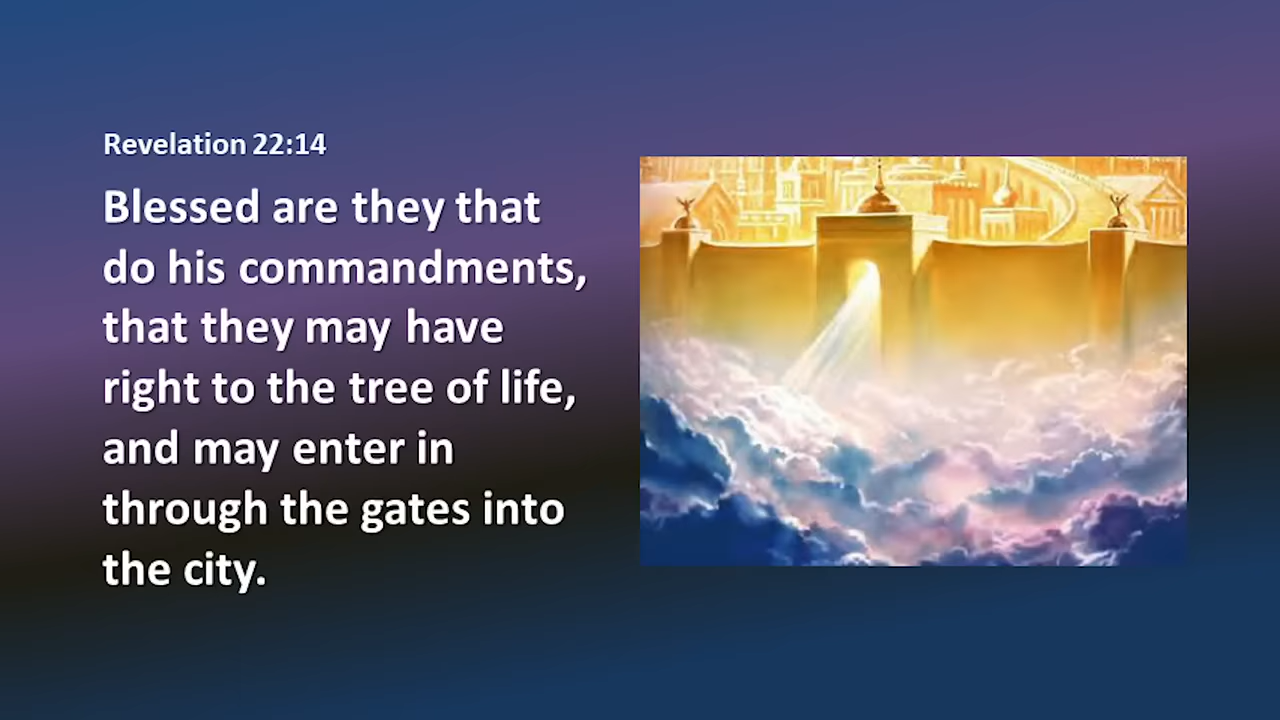 Revelation 22:14
Blessed are they that
do his commandments,
that they may have
right to the tree of life,
and may enter in
through the gates into
the city.